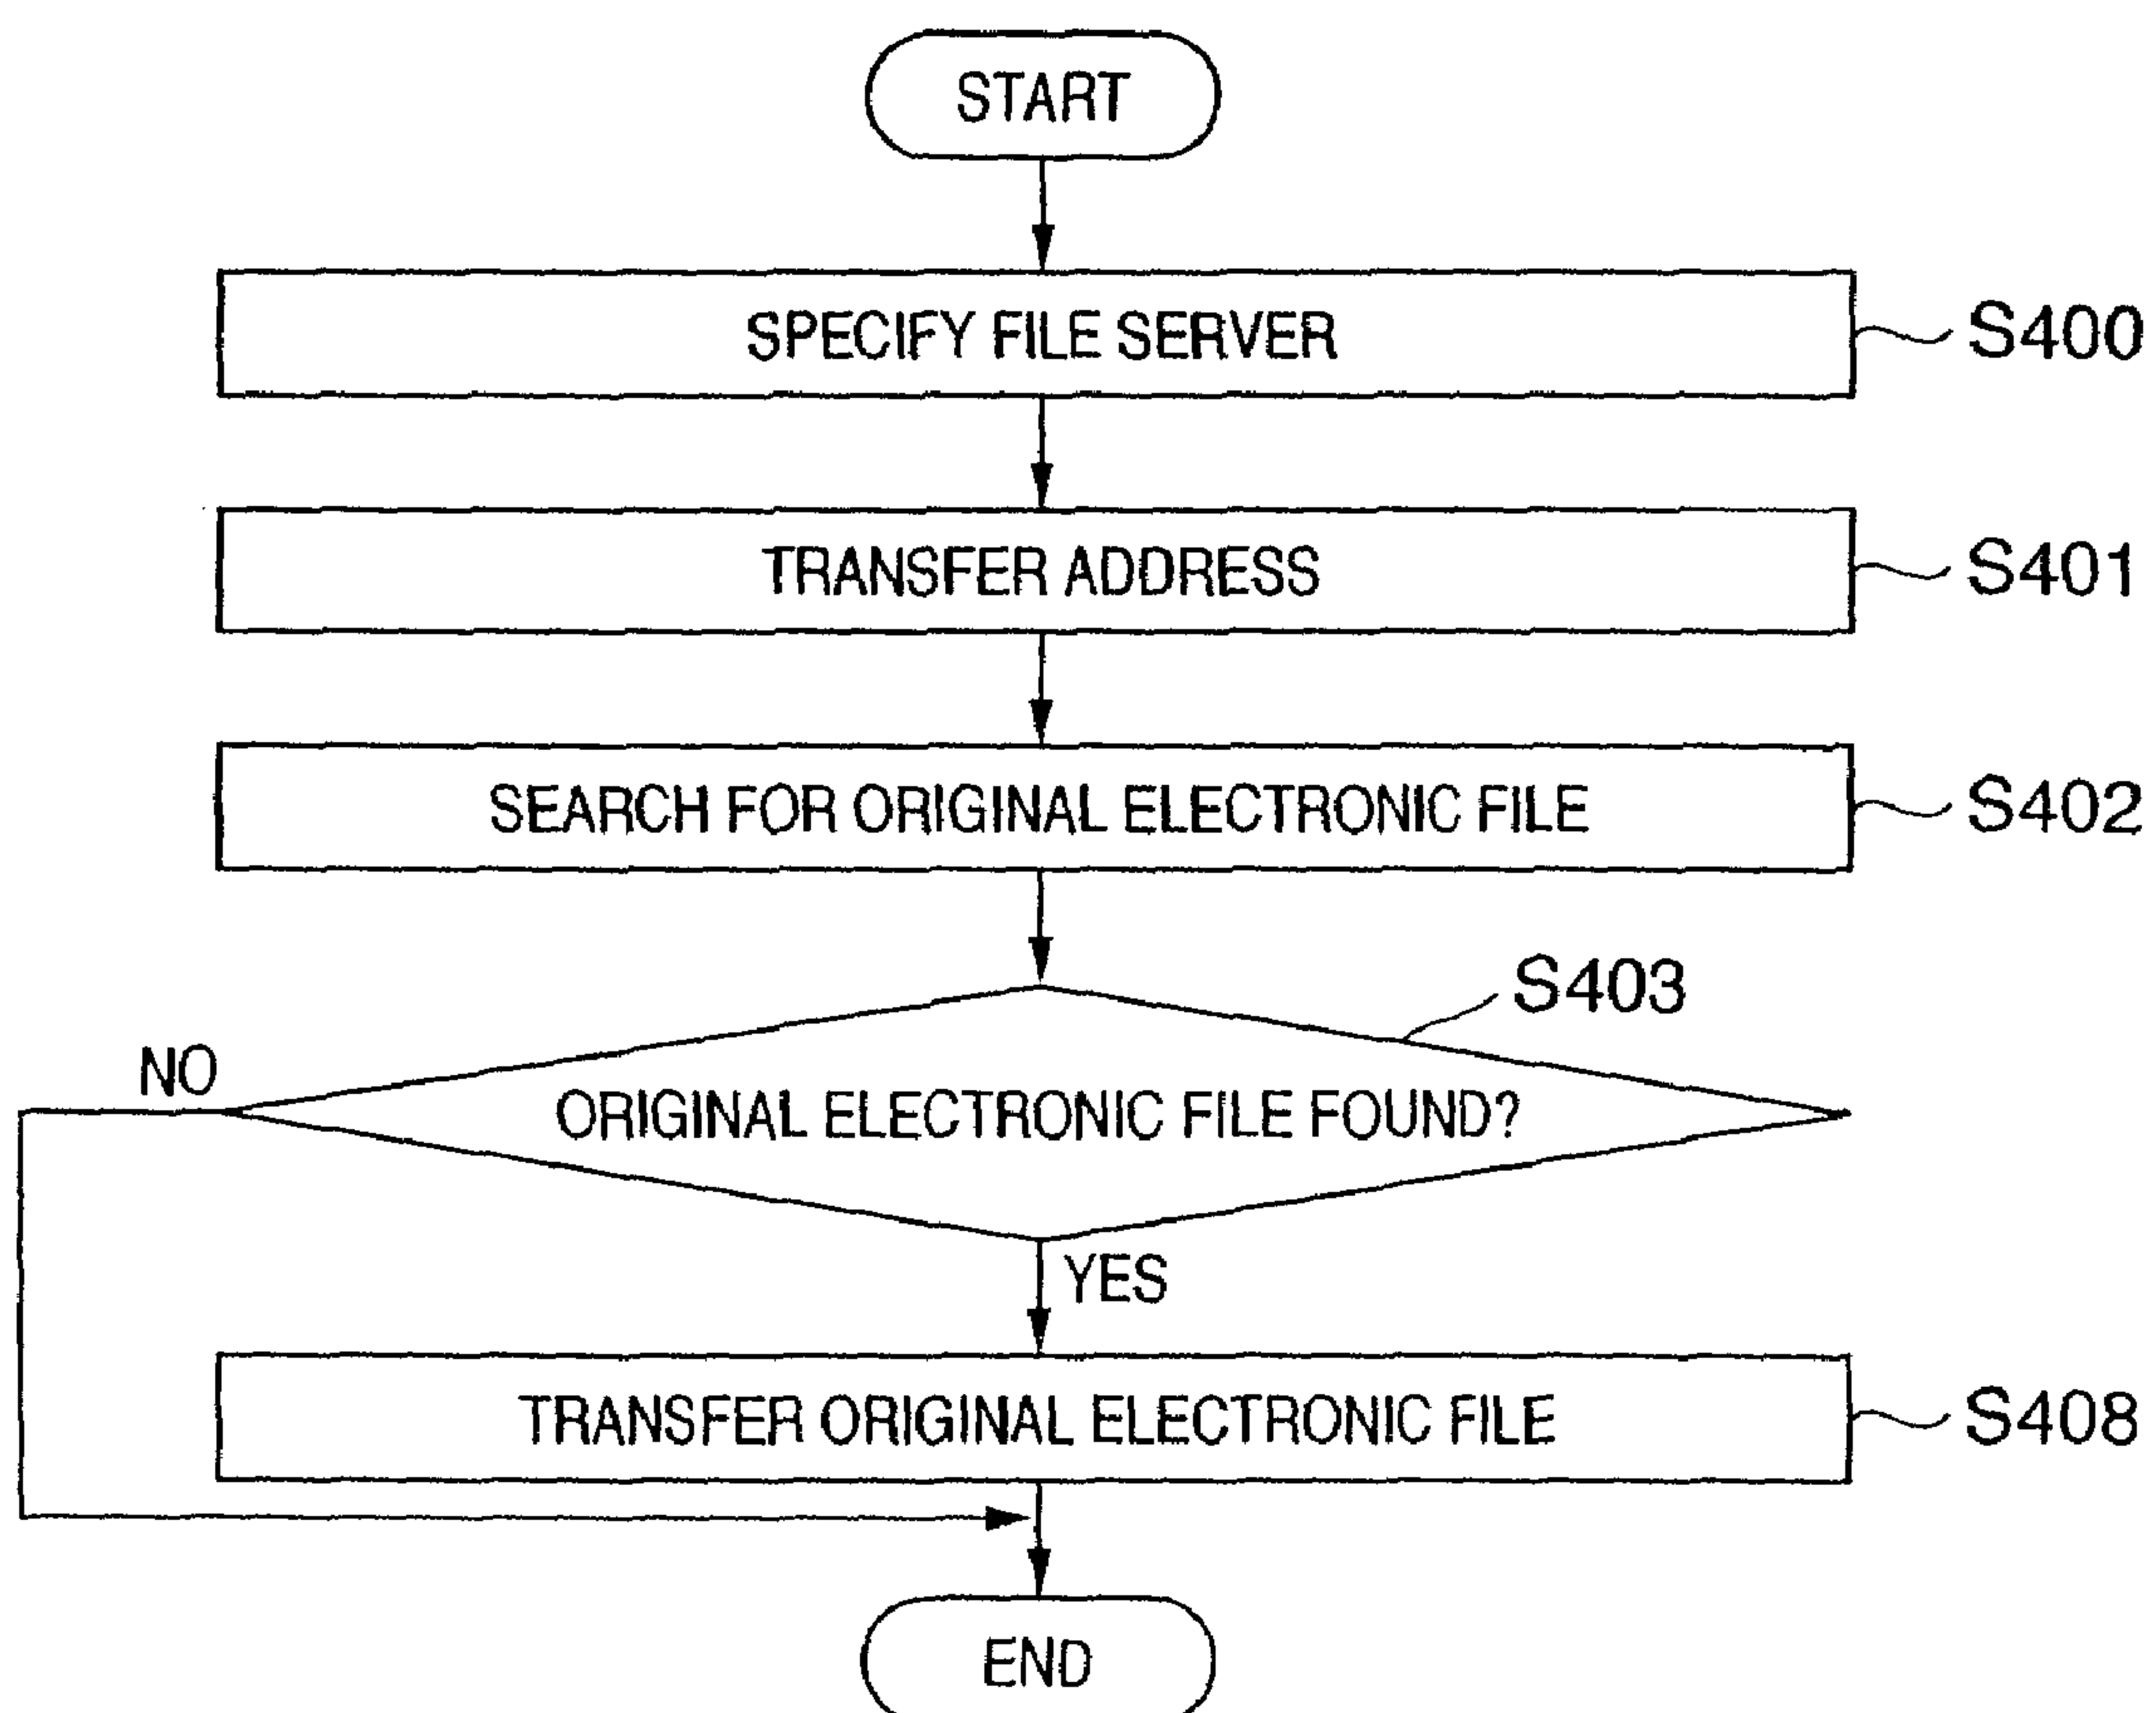 START
SPECIFY FILE SERVER
S400
TRANSFER ADDRESS
S401
SEARCH FOR ORIGINAL ELECTRONIC FILE
S402
S403
NO
ORIGINAL ELECTRONIC FILE FOUND?
YES
TRANSFER ORIGINAL ELECTRONIC FILE
S408
END